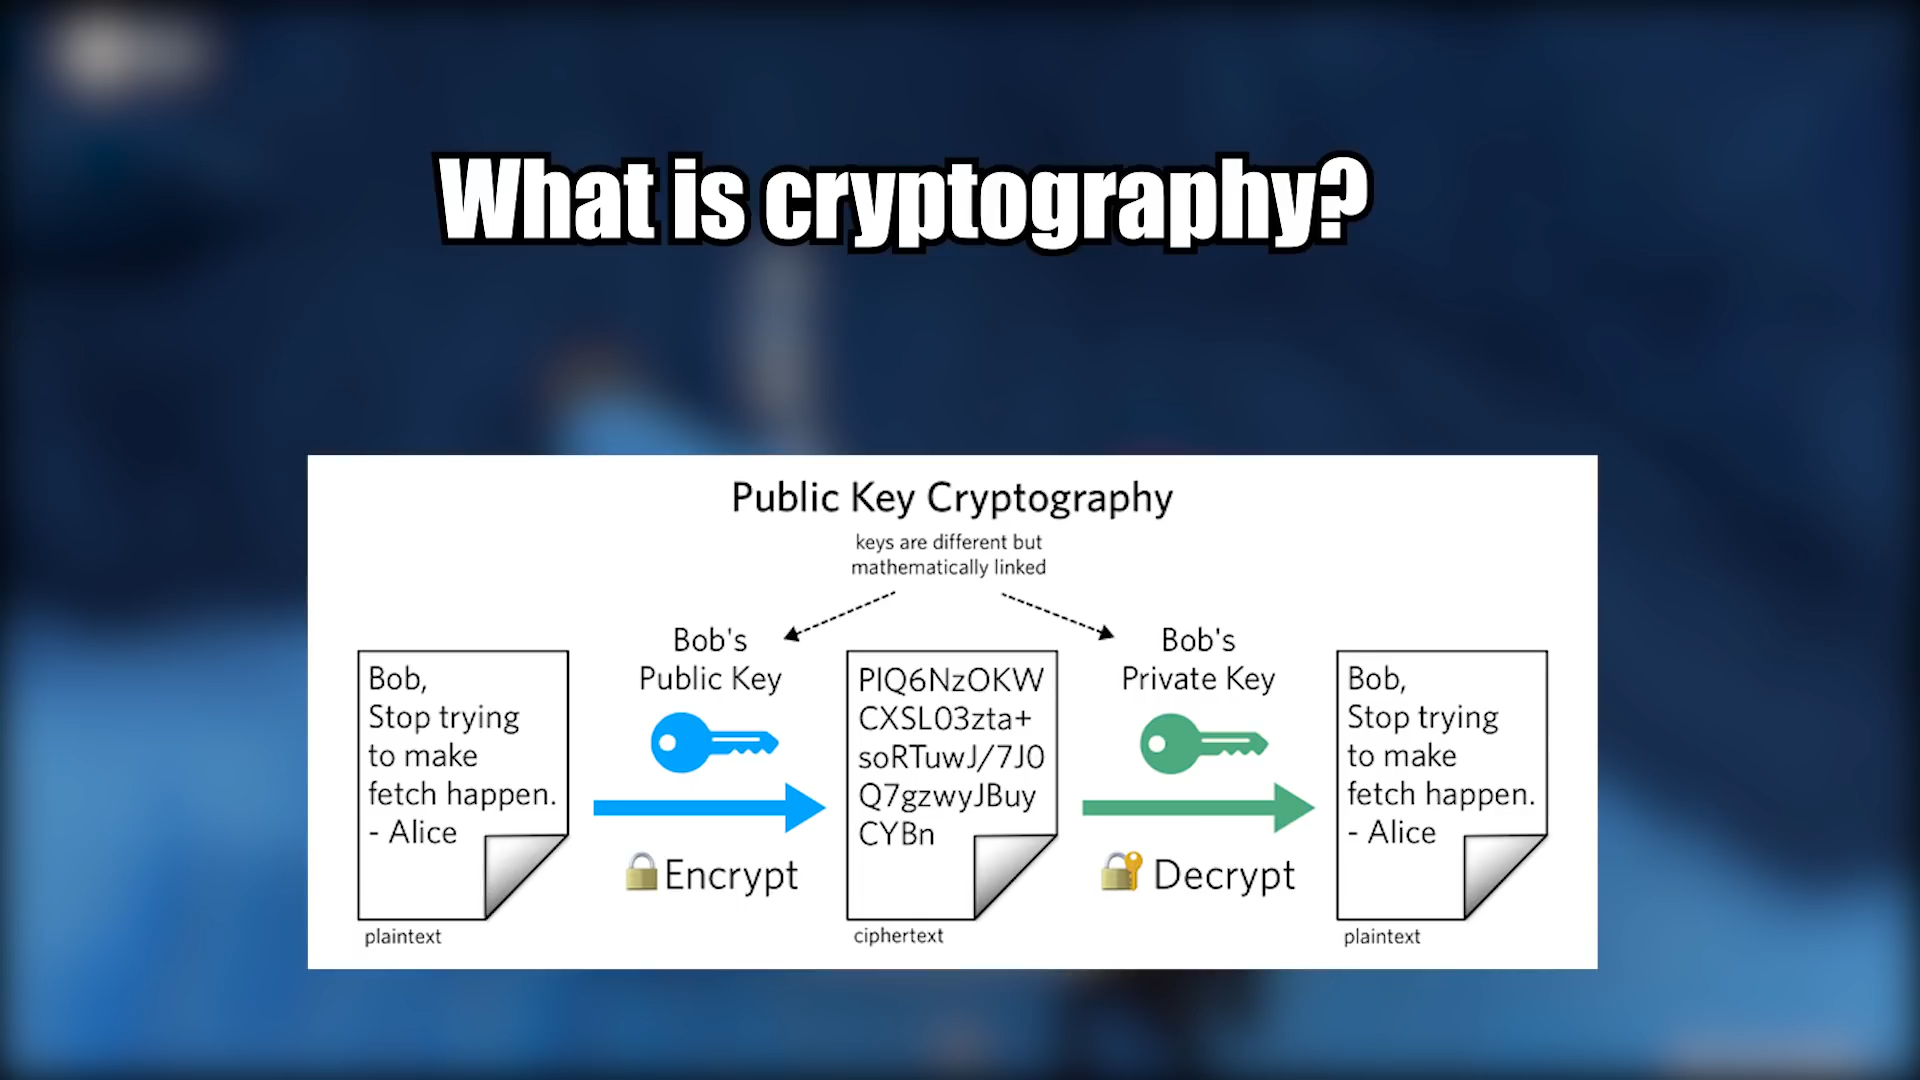 What is cryptography?
Public Key Cryptography
keys are different but
mathematically linked
Bob,
Stop trying
to make
fetch happen.
- Alice
plaintext
Bob's
Public Key
Encrypt
PIQ6NzOKW
CXSL03zta+
soRTuwJ/7J0
Q7gzwyJBuy
CYBn
ciphertext
Bob's
Private Key
Decrypt
Bob,
Stop trying
to make
fetch happen.
- Alice
plaintext